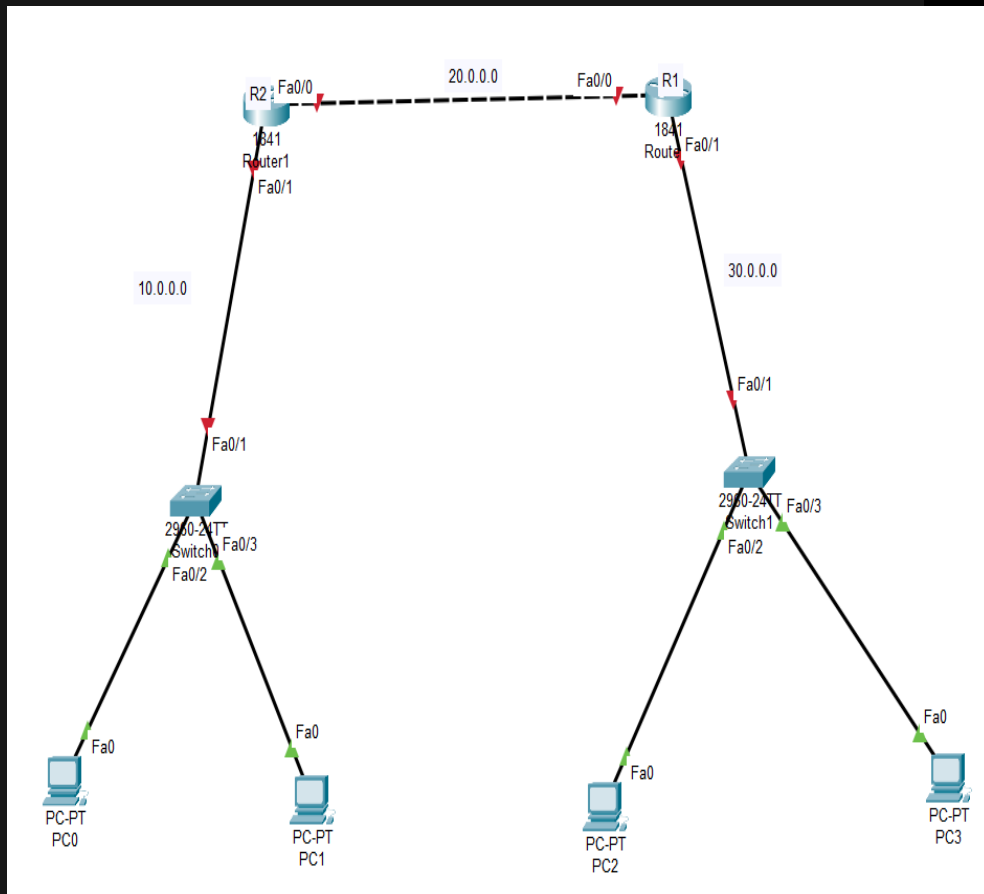 20.0.0.0
R2
Fa0/0
Fa0/0
R1
1841
Router1
Fa0/1
1841
Fa0/1
10.0.0.0
30.0.0.0
Fa0/1
Fa0/1
2960-24TT
Switch0
Fa0/3
Fa0/2
2960-24TT
Switch1
Fa0/3
Fa0/2
Fa0
PC-PT
PC0
Fa0
PC-PT
PC1
Fa0
PC-PT
PC2
Fa0
PC-PT
PC3